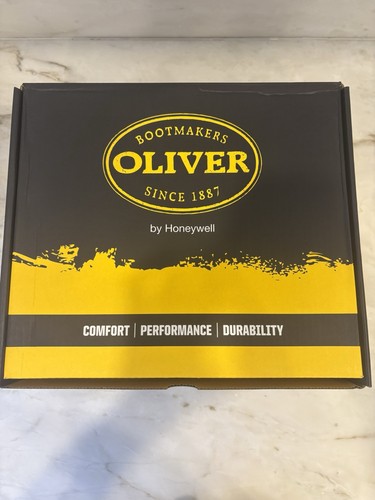 BOOTMAKERS
OLIVER
SINCE 1887
by Honeywell
COMFORT | PERFORMANCE | DURABILITY